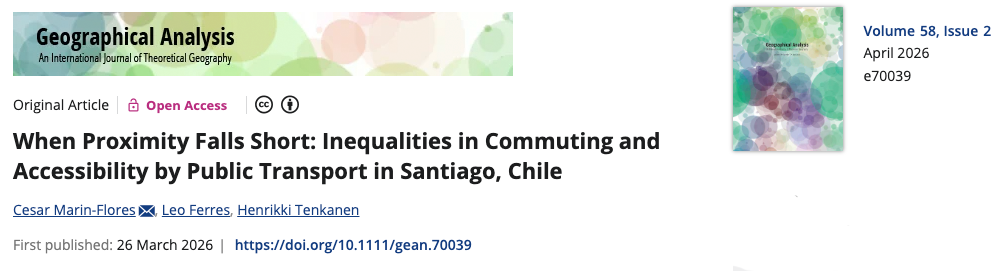 Geographical Analysis
An International Journal of Theoretical Geography
Original Article
Open Access
When Proximity Falls Short: Inequalities in Commuting and
Accessibility by Public Transport in Santiago, Chile
Cesar Marin-Flores, Leo Ferres, Henrikki Tenkanen
First published: 26 March 2026 | https://doi.org/10.1111/gean.70039
Geographical Analysis
Volume 58, Issue 2
April 2026
e70039